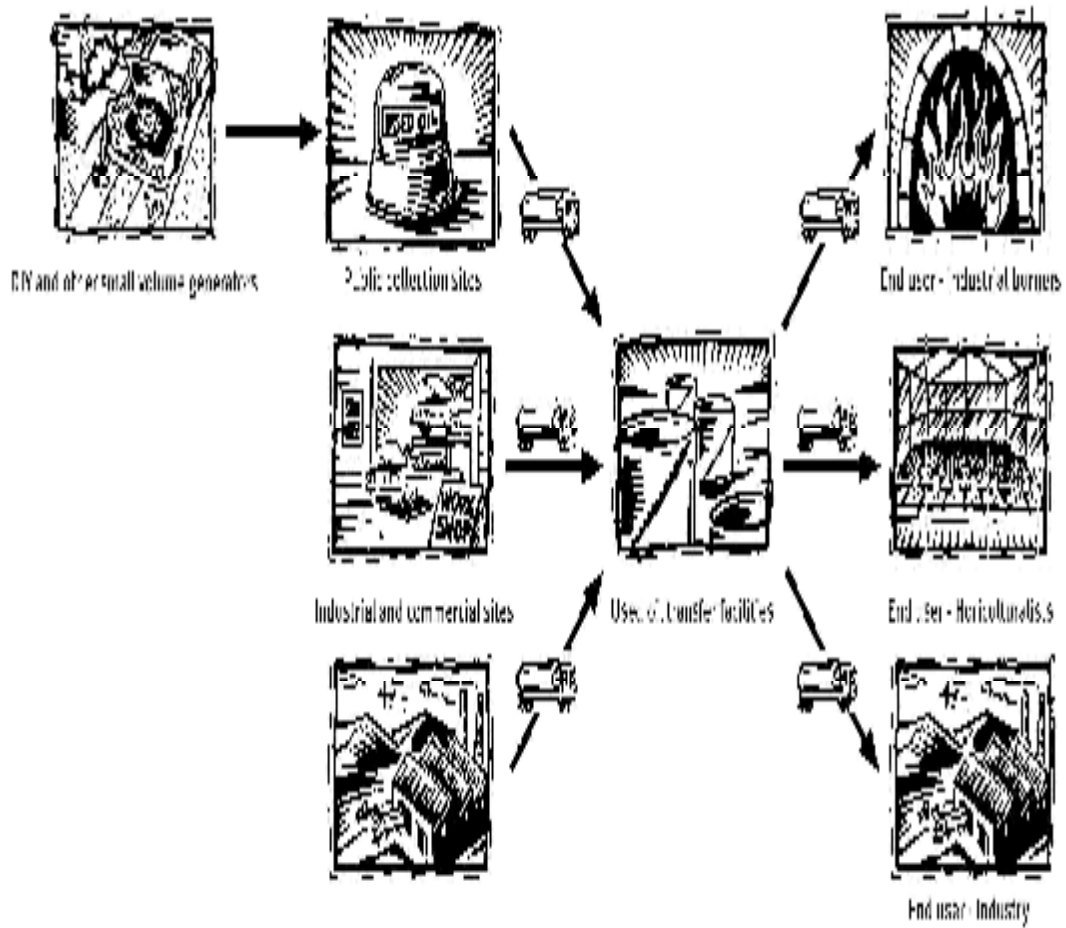 DIY and other small volume generators
Public collection sites
End user - Industrial burners
USED OIL
Industrial and commercial sites
Used oil transfer facilities
End user - Horiculturalists
WORK
SHOP
End user - Industry